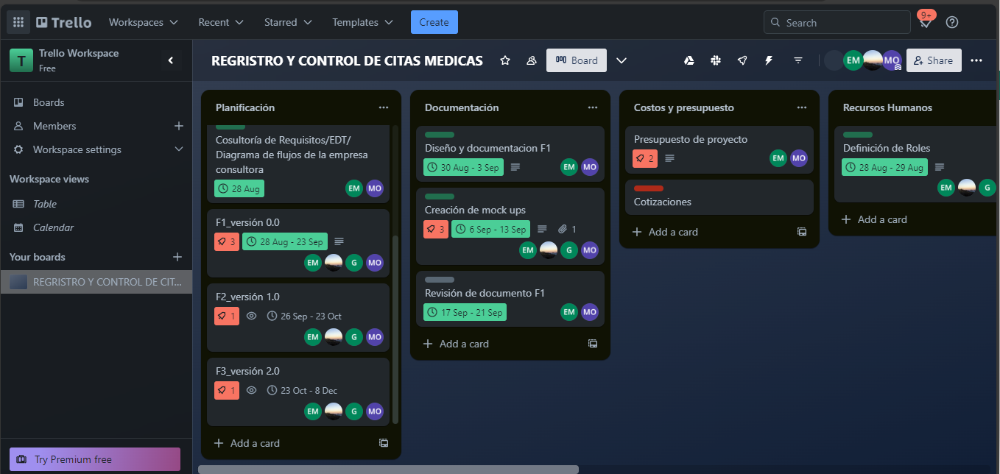 Trello
Workspaces
Recent
Starred
Templates
Create
Search
9+
T
Trello Workspace
Free
Boards
Members
Workspace settings
Workspace views
Table
Calendar
Your boards
REGRISTRO Y CONTROL DE CIT...
Try Premium free
REGRISTRO Y CONTROL DE CITAS MEDICAS
Board
EM
MO
Share
Planificación
Cosultoría de Requisitos/EDT/
Diagrama de flujos de la empresa
consultora
28 Aug
EM MO
F1_versión 0.0
3 28 Aug - 23 Sep
EM G MO
F2_versión 1.0
1 26 Sep - 23 Oct
EM G MO
F3_versión 2.0
1 23 Oct - 8 Dec
EM G MO
Add a card
Documentación
Diseño y documentacion F1
30 Aug - 3 Sep
EM MO
Creación de mock ups
3 6 Sep - 13 Sep 1
EM G MO
Revisión de documento F1
17 Sep - 21 Sep
EM MO
Add a card
Costos y presupuesto
Presupuesto de proyecto
2
EM MO
Cotizaciones
Add a card
Recursos Humanos
Definición de Roles
28 Aug - 29 Aug
EM G
Add a card